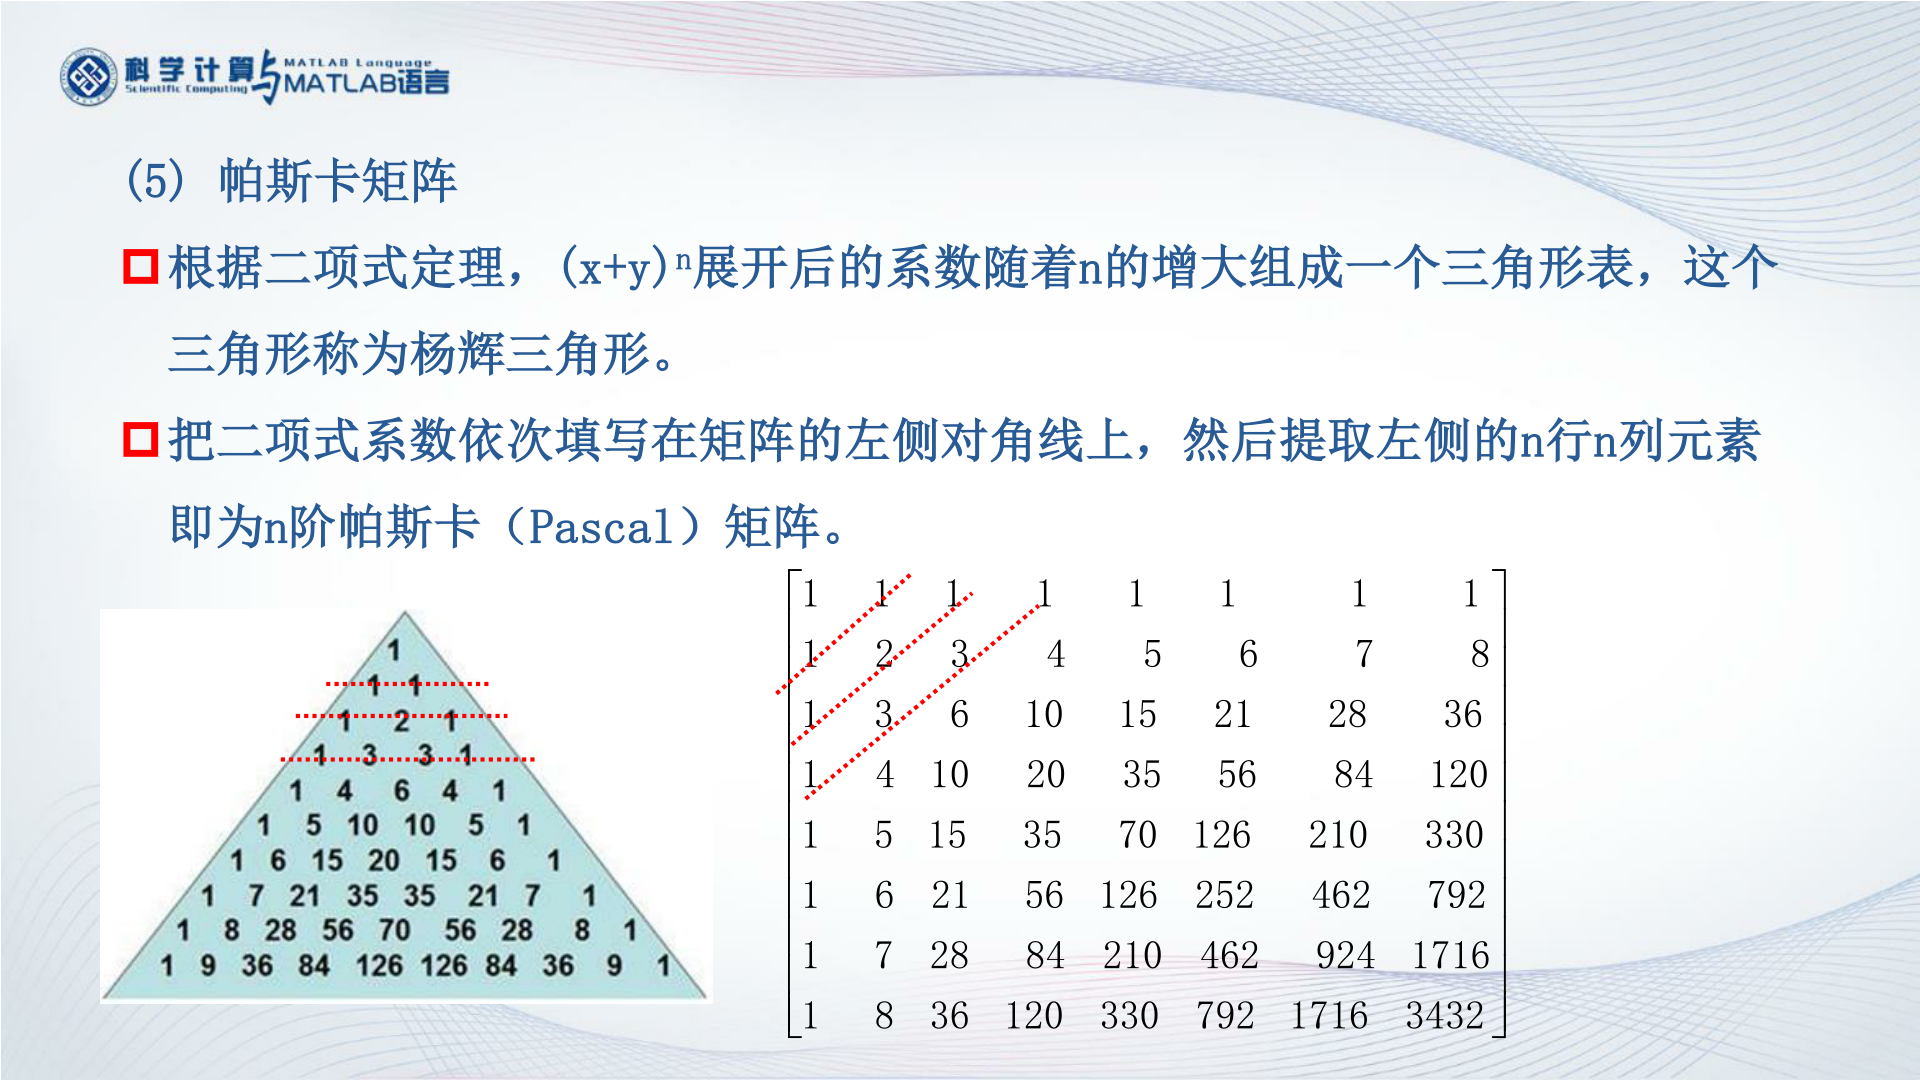 科学计算与MATLAB语言
Scientific Computing
MATLAB Language
(5) 帕斯卡矩阵
根据二项式定理，(x+y)ⁿ展开后的系数随着n的增大组成一个三角形表，这个
三角形称为杨辉三角形。
把二项式系数依次填写在矩阵的左侧对角线上，然后提取左侧的n行n列元素
即为n阶帕斯卡（Pascal）矩阵。
1
1 1
1 2 1
1 3 3 1
1 4 6 4 1
1 5 10 10 5 1
1 6 15 20 15 6 1
1 7 21 35 35 21 7 1
1 8 28 56 70 56 28 8 1
1 9 36 84 126 126 84 36 9 1
1 1 1 1 1 1 1 1
1 2 3 4 5 6 7 8
1 3 6 10 15 21 28 36
1 4 10 20 35 56 84 120
1 5 15 35 70 126 210 330
1 6 21 56 126 252 462 792
1 7 28 84 210 462 924 1716
1 8 36 120 330 792 1716 3432